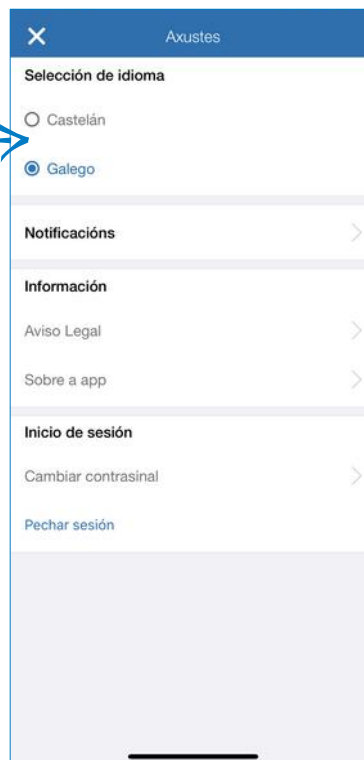 Axustes
Selección de idioma
Castelán
Galego
Notificacións
Información
Aviso Legal
Sobre a app
Inicio de sesión
Cambiar contrasinal
Pechar sesión